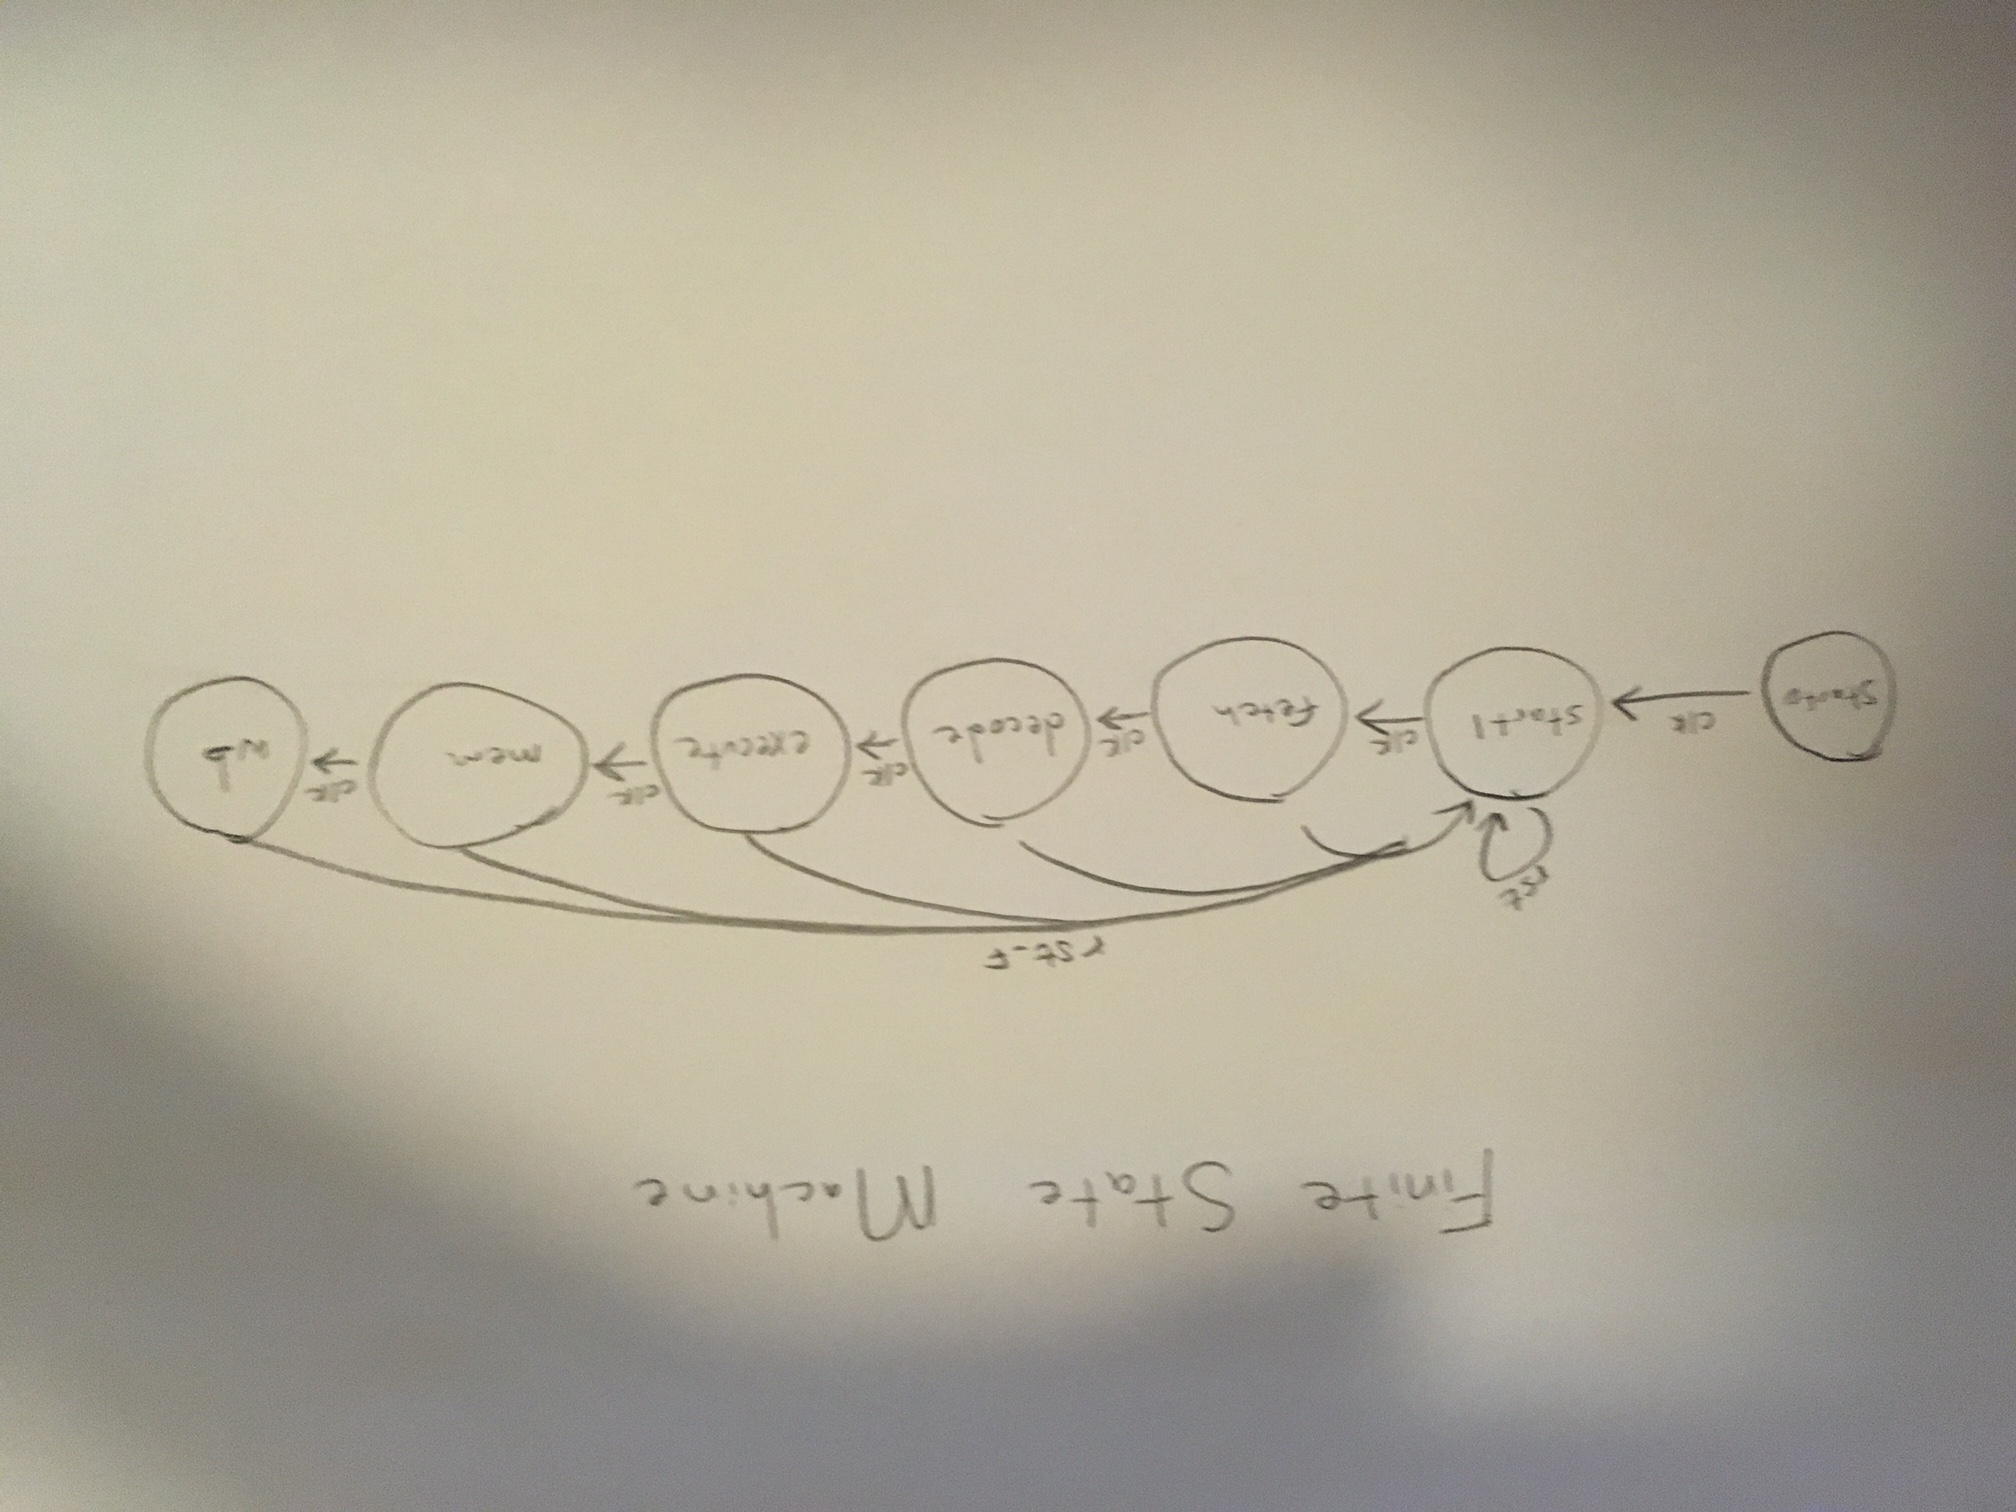 Finite State Machine
rst_F
rst
start0 clk start1 clk fetch clk decode clk execute clk mem clk wb